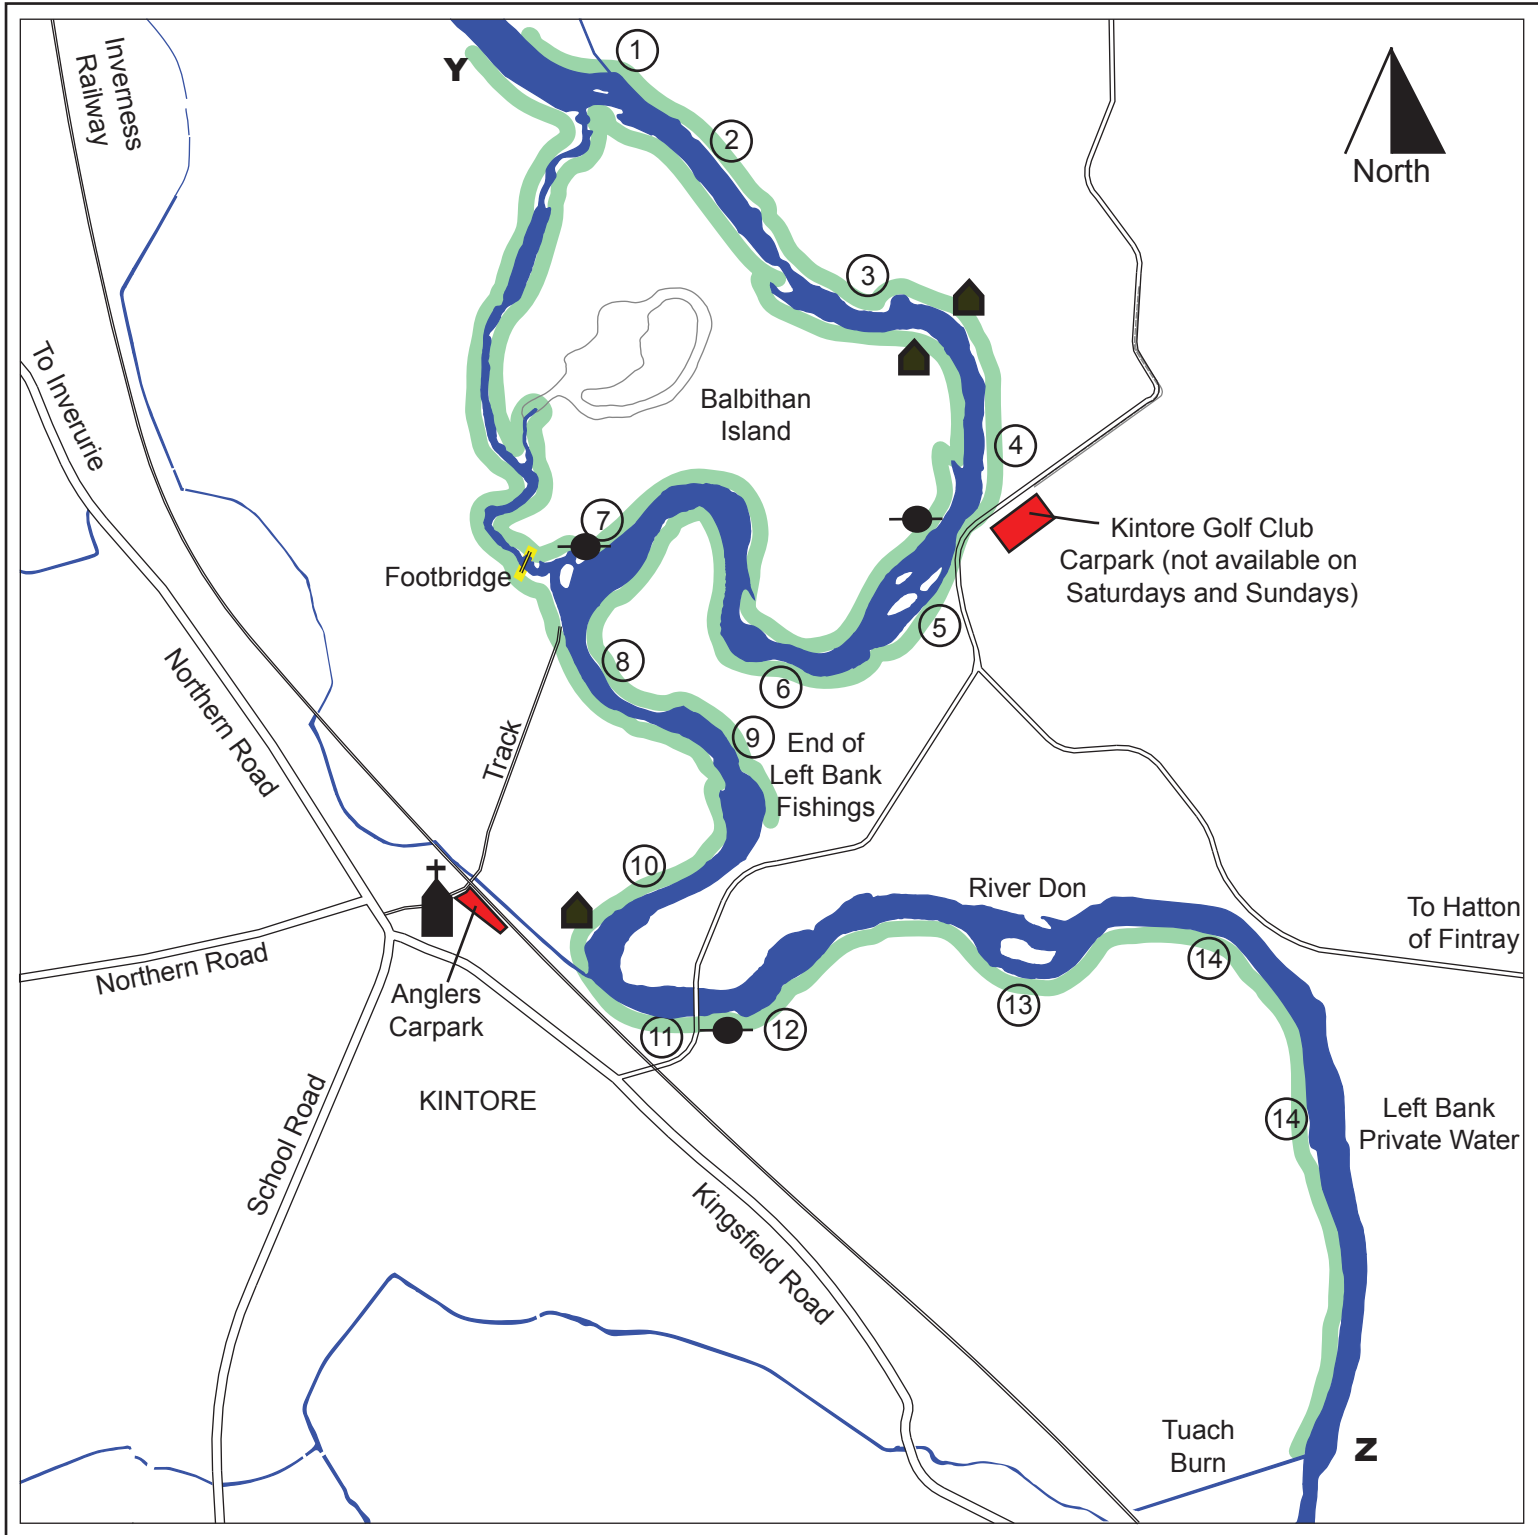 Inverness
Railway
Y
1
2
North
3
To Inverurie
Balbithan
Island
4
7
Kintore Golf Club
Carpark (not available on
Saturdays and Sundays)
Footbridge
5
8
6
Northern Road
Track
9
End of
Left Bank
Fishings
10
River Don
To Hatton
of Fintray
Northern Road
14
Anglers
Carpark
13
11
12
KINTORE
School Road
14
Left Bank
Private Water
Kingsfield Road
Tuach
Burn
Z